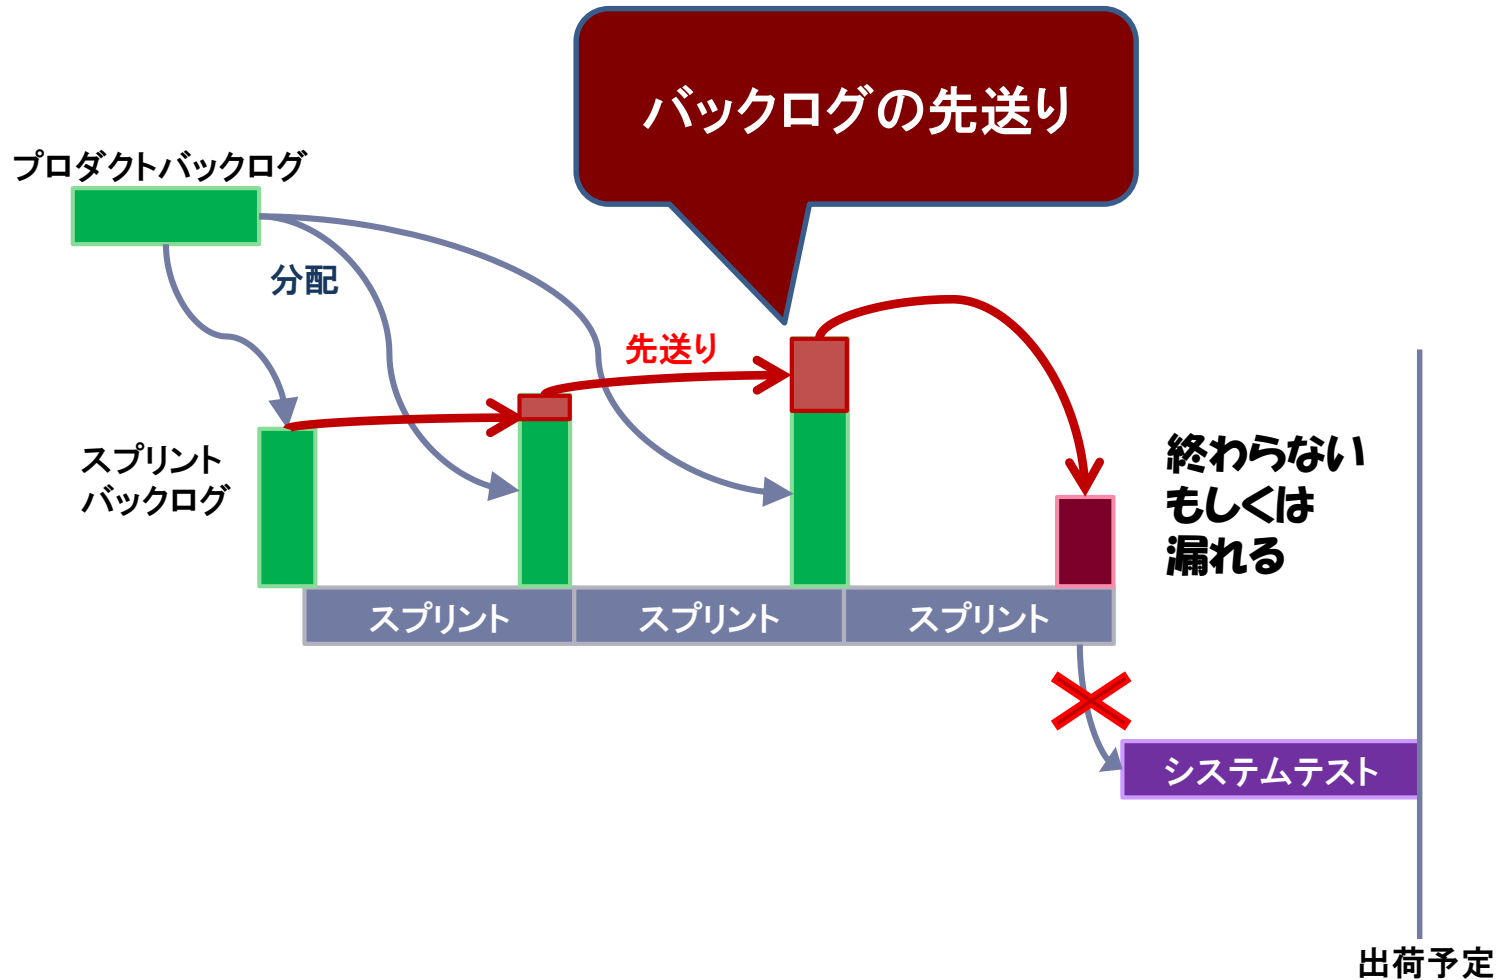 バックログの先送り
プロダクトバックログ
分配
先送り
スプリント
バックログ
終わらない
もしくは
漏れる
スプリント
スプリント
スプリント
システムテスト
出荷予定